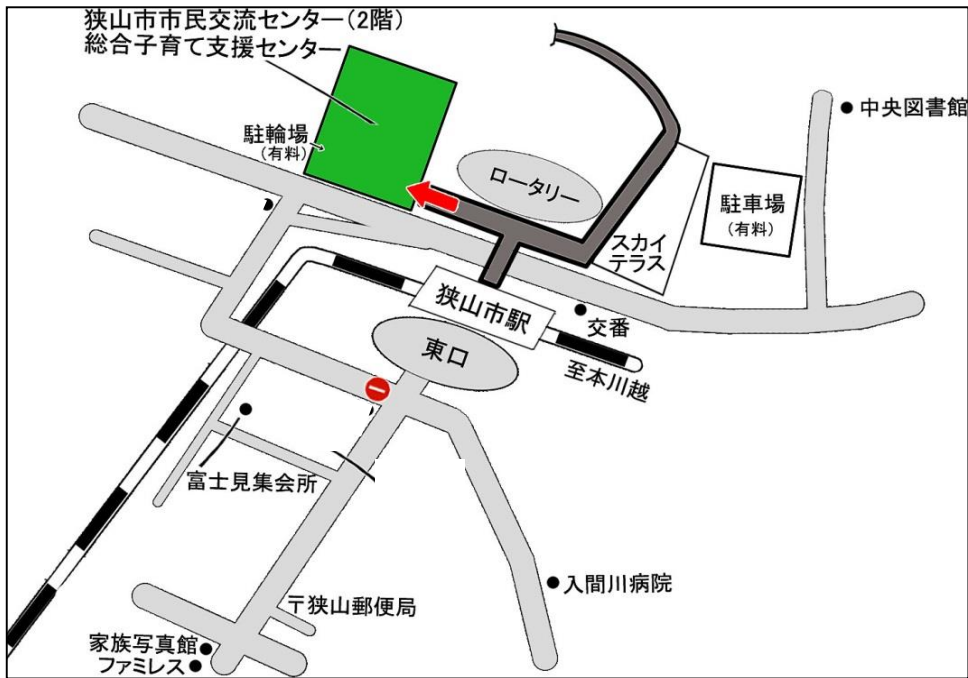 狭山市市民交流センター(2階)
総合子育て支援センター
駐輪場
(有料)
ロータリー
中央図書館
駐車場
(有料)
スカイ
テラス
狭山市駅
交番
東口
至本川越
富士見集会所
入間川病院
〒狭山郵便局
家族写真館
ファミレス